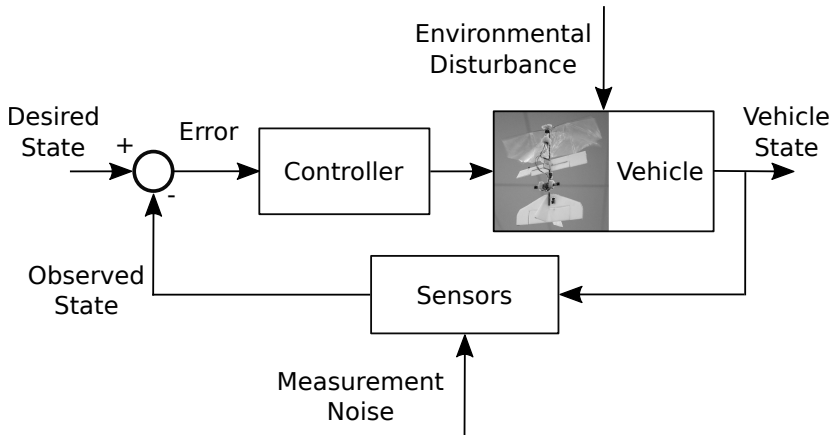 Environmental
Disturbance
Desired
State
+
Error
Controller
Vehicle
Vehicle
State
-
Observed
State
Sensors
Measurement
Noise